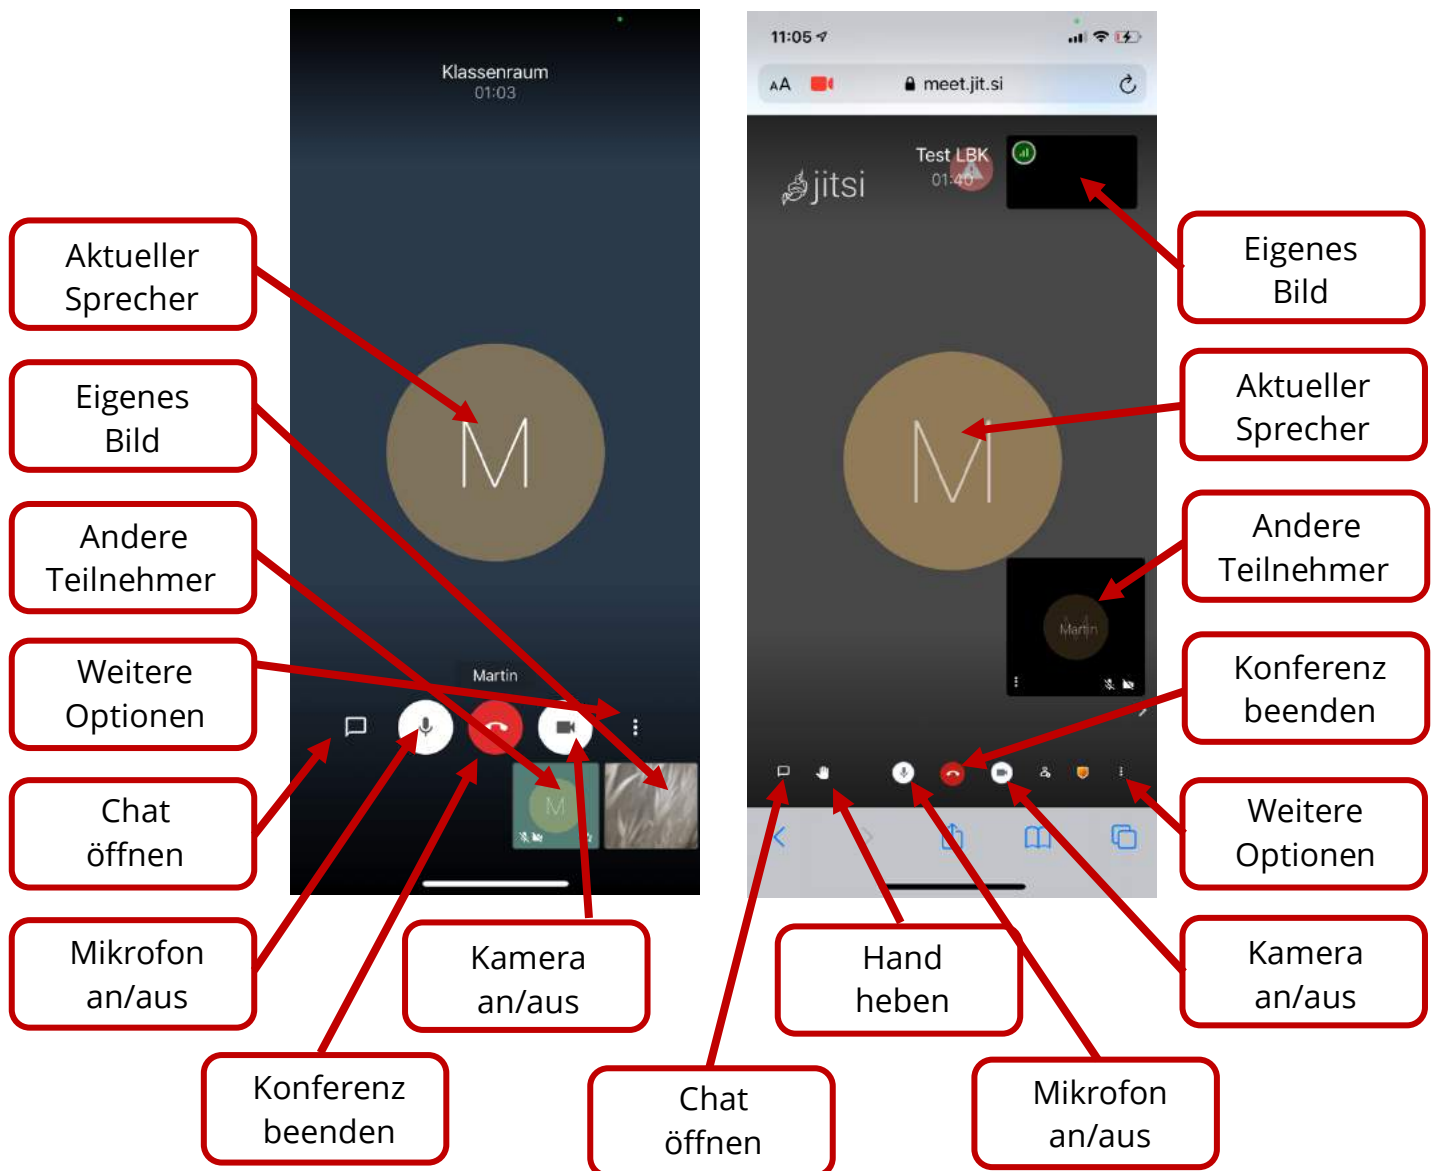 Klassenraum
01:03
M
Martin
M
11:05
AA
meet.jit.si
jitsi
Test LBK
01:40
M
Martin
Aktueller
Sprecher
Eigenes
Bild
Andere
Teilnehmer
Weitere
Optionen
Chat
öffnen
Mikrofon
an/aus
Konferenz
beenden
Kamera
an/aus
Eigenes
Bild
Aktueller
Sprecher
Andere
Teilnehmer
Konferenz
beenden
Weitere
Optionen
Kamera
an/aus
Hand
heben
Chat
öffnen
Mikrofon
an/aus